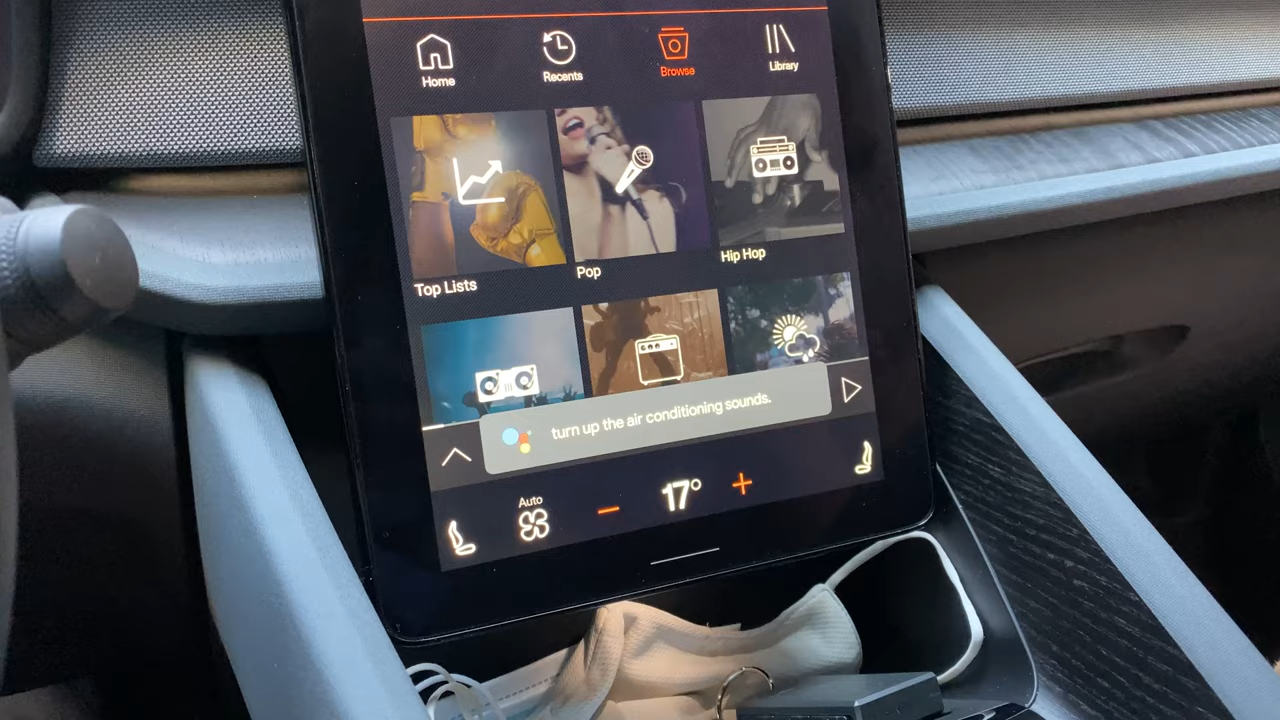 Home
Recents
Browse
Library
Top Lists
Pop
Hip Hop
turn up the air conditioning sounds.
Auto
17°